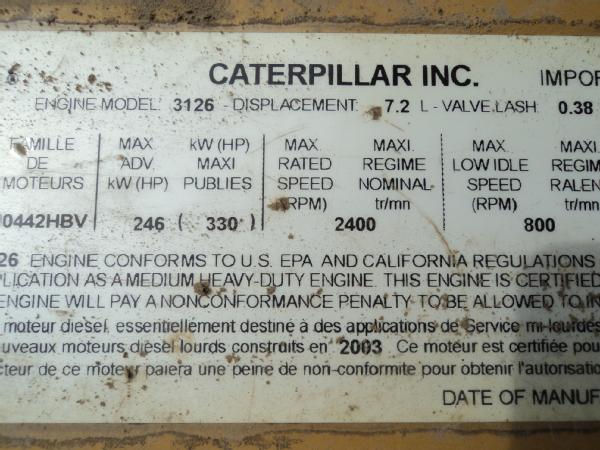 CATERPILLAR INC. IMPOR
ENGINE MODEL: 3126 - DISPLACEMENT: 7.2 L - VALVE LASH: 0.38
FAMILLE MAX. kW (HP) MAX. MAXI. MAX. MAXI.
DE ADV. MAXI RATED REGIME LOW IDLE REGIM
MOTEURS kW (HP) PUBLIES SPEED NOMINAL SPEED RALEN
(RPM) tr/mn (RPM) tr/mn
0442HBV 246 ( 330 ) 2400 800
26 ENGINE CONFORMS TO U.S. EPA AND CALIFORNIA REGULATIONS
PLICATION AS A MEDIUM HEAVY-DUTY ENGINE. THIS ENGINE IS CERTIFIED
ENGINE WILL PAY A NONCONFORMANCE PENALTY TO BE ALLOWED TO IN
moteur diesel, essentiellement destiné à des applications de Service mi-lourdes
ouveaux moteurs diesel lourds construits en 2003 Ce moteur est certifiée pou
cteur de ce moteur paiera une peine de non-conformite pour obtenir l'autorisatio
DATE OF MANUF